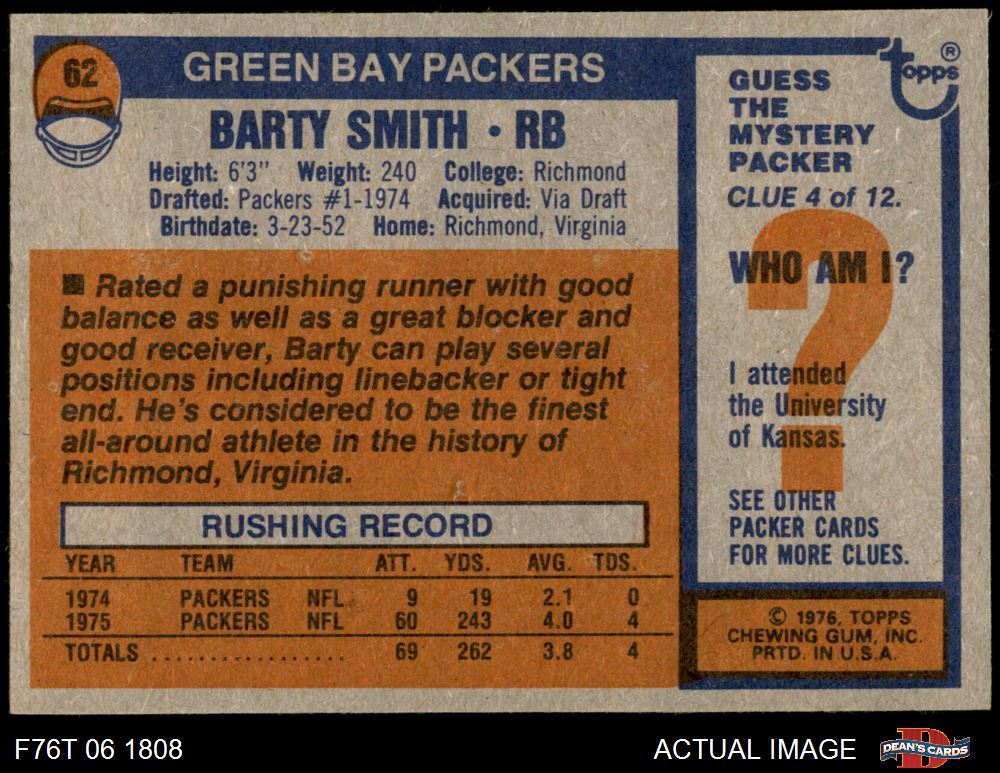 62
GREEN BAY PACKERS
BARTY SMITH • RB
Height: 6'3" Weight: 240 College: Richmond
Drafted: Packers #1-1974 Acquired: Via Draft
Birthdate: 3-23-52 Home: Richmond, Virginia
■ Rated a punishing runner with good
balance as well as a great blocker and
good receiver, Barty can play several
positions including linebacker or tight
end. He's considered to be the finest
all-around athlete in the history of
Richmond, Virginia.
RUSHING RECORD
YEAR TEAM ATT. YDS. AVG. TDS.
1974 PACKERS NFL 9 19 2.1 0
1975 PACKERS NFL 60 243 4.0 4
TOTALS .................. 69 262 3.8 4
topps®
GUESS
THE
MYSTERY
PACKER
CLUE 4 of 12.
WHO AM I?
?
I attended
the University
of Kansas.
SEE OTHER
PACKER CARDS
FOR MORE CLUES.
© 1976, TOPPS
CHEWING GUM, INC.
PRTD. IN U.S.A.
F76T 06 1808
ACTUAL IMAGE
DEAN'S CARDS